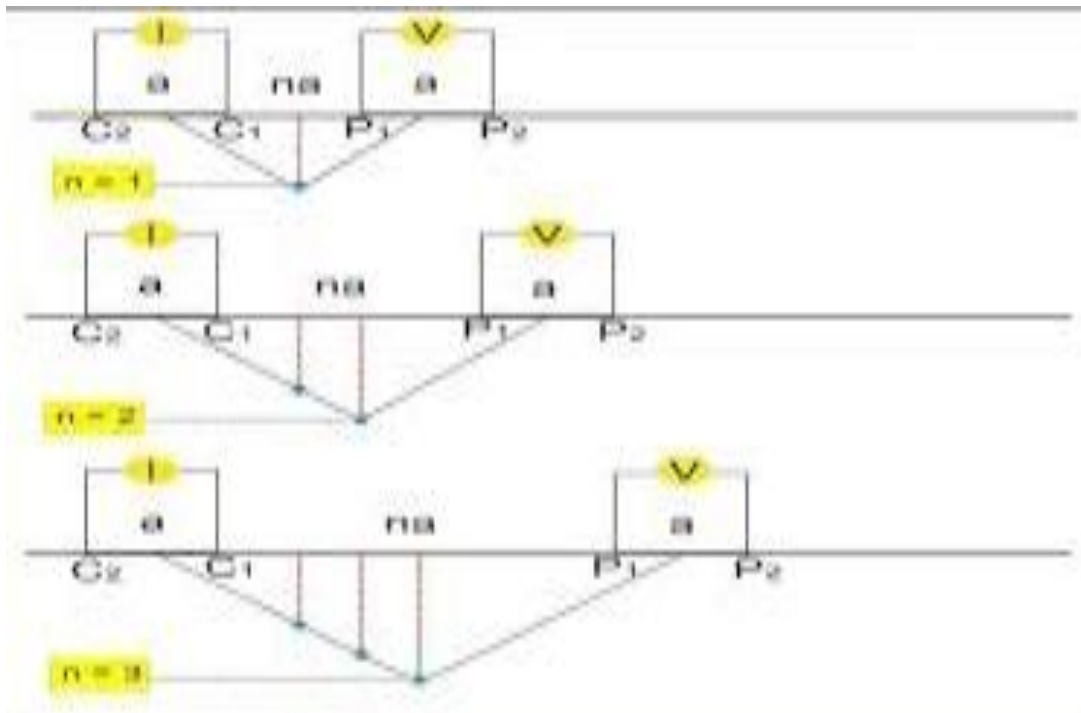 I V
a na a
C2 C1 P1 P2
n = 1
I V
a na a
C2 C1 P1 P2
n = 2
I V
a na a
C2 C1 P1 P2
n = 3